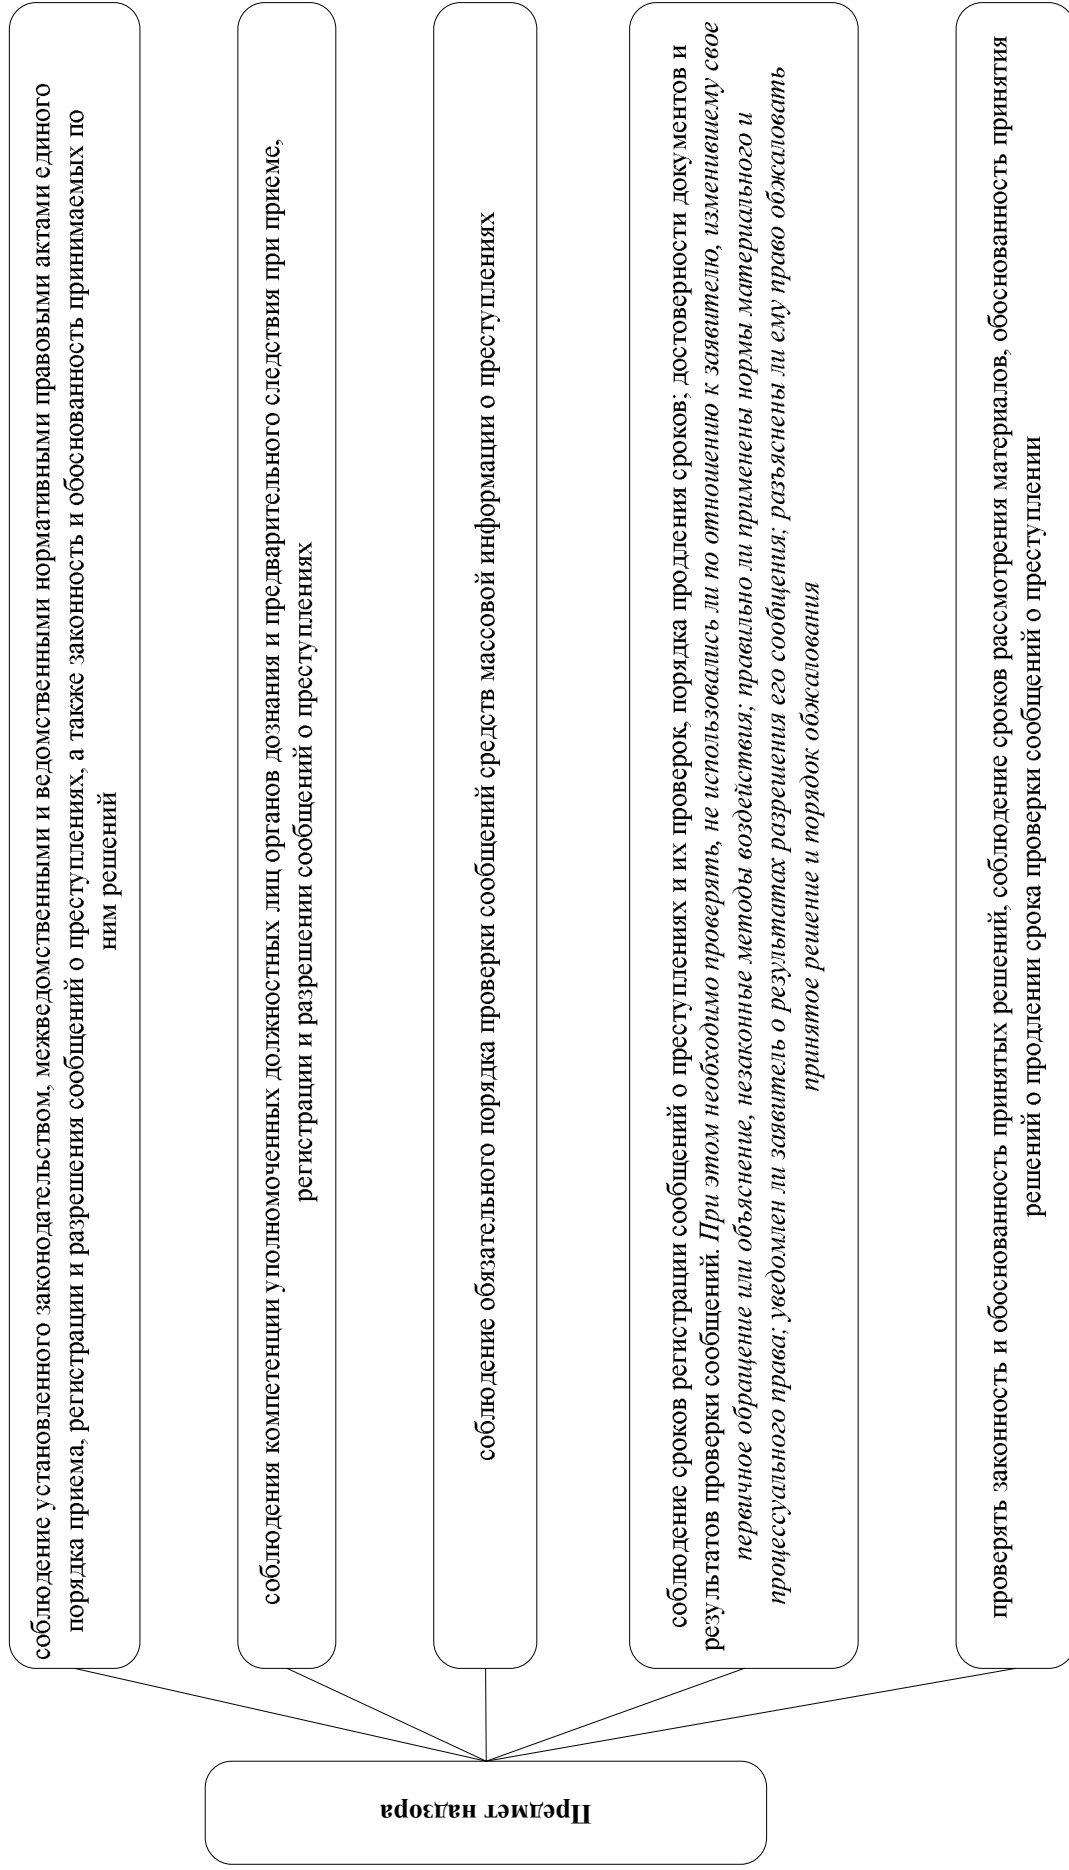 Предмет надзора
соблюдение установленного законодательством, межведомственными и ведомственными нормативными правовыми актами единого
порядка приема, регистрации и разрешения сообщений о преступлениях, а также законность и обоснованность принимаемых по
ним решений
соблюдения компетенции уполномоченных должностных лиц органов дознания и предварительного следствия при приеме,
регистрации и разрешении сообщений о преступлениях
соблюдение обязательного порядка проверки сообщений средств массовой информации о преступлениях
соблюдение сроков регистрации сообщений о преступлениях и их проверок, порядка продления сроков; достоверности документов и
результатов проверки сообщений. При этом необходимо проверять, не использовались ли по отношению к заявителю, изменившему свое
первичное обращение или объяснение, незаконные методы воздействия; правильно ли применены нормы материального и
процессуального права; уведомлен ли заявитель о результатах разрешения его сообщения; разъяснены ли ему право обжаловать
принятое решение и порядок обжалования
проверять законность и обоснованность принятых решений, соблюдение сроков рассмотрения материалов, обоснованность принятия
решений о продлении срока проверки сообщений о преступлении